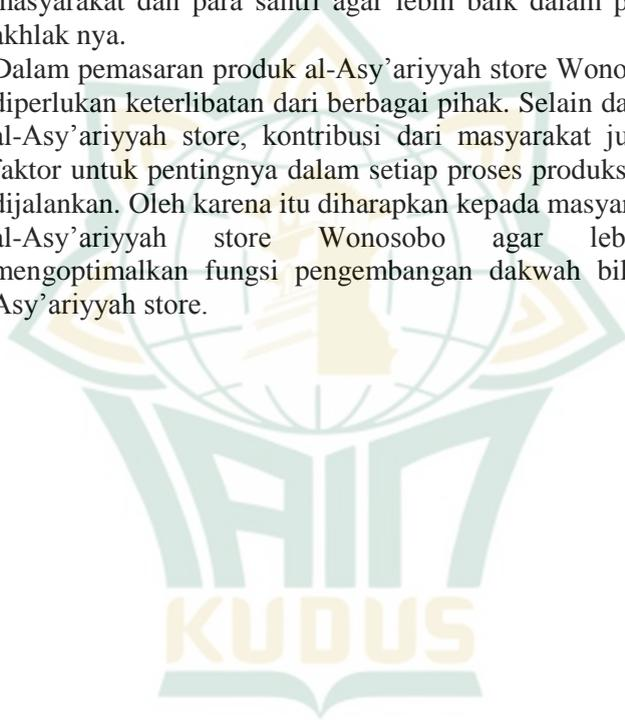 masyarakat dan para santri agar lebih baik dalam p
akhlak nya.
Dalam pemasaran produk al-Asy’ariyyah store Wono
diperlukan keterlibatan dari berbagai pihak. Selain da
al-Asy’ariyyah store, kontribusi dari masyarakat ju
faktor untuk pentingnya dalam setiap proses produks
dijalankan. Oleh karena itu diharapkan kepada masyar
al-Asy’ariyyah store Wonosobo agar leb
mengoptimalkan fungsi pengembangan dakwah bil
Asy’ariyyah store.
IAIN
KUDUS